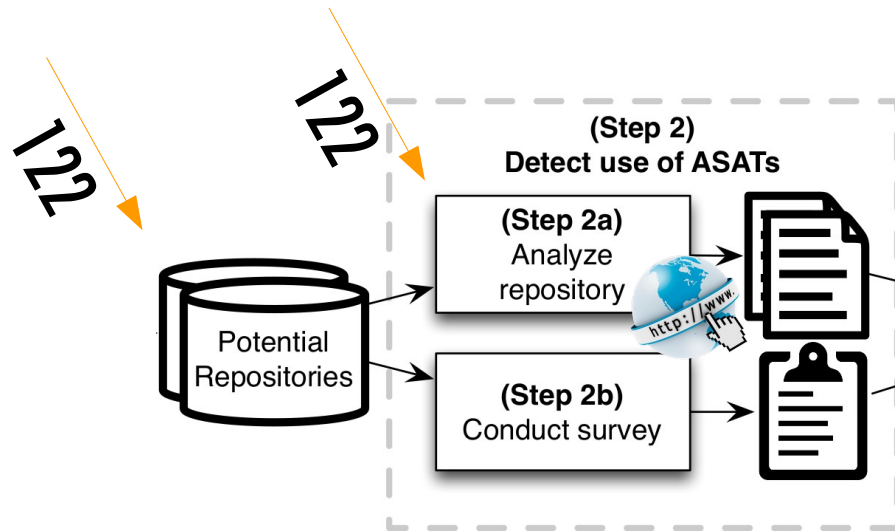 122
122
(Step 2)
Detect use of ASATs
(Step 2a)
Analyze
repository
http://www.
Potential
Repositories
(Step 2b)
Conduct survey